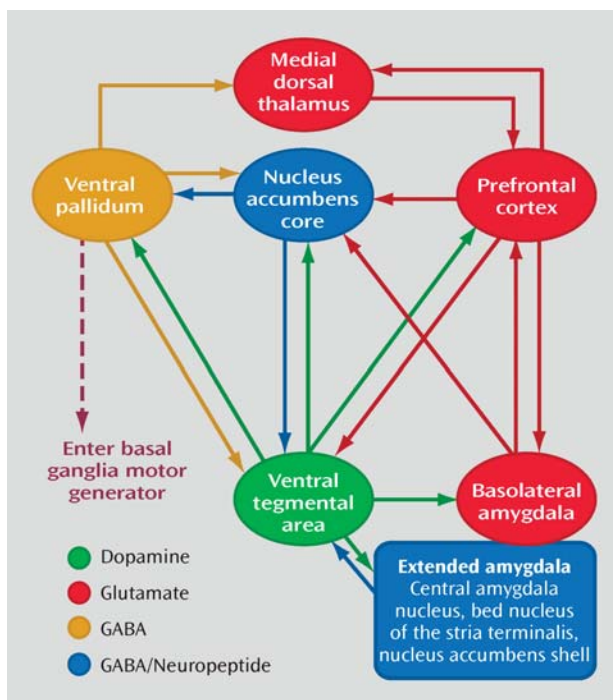 Medial
dorsal
thalamus
Ventral
pallidum
Nucleus
accumbens
core
Prefrontal
cortex
Enter basal
ganglia motor
generator
Ventral
tegmental
area
Basolateral
amygdala
Extended amygdala
Central amygdala
nucleus, bed nucleus
of the stria terminalis,
nucleus accumbens shell
Dopamine
Glutamate
GABA
GABA/Neuropeptide